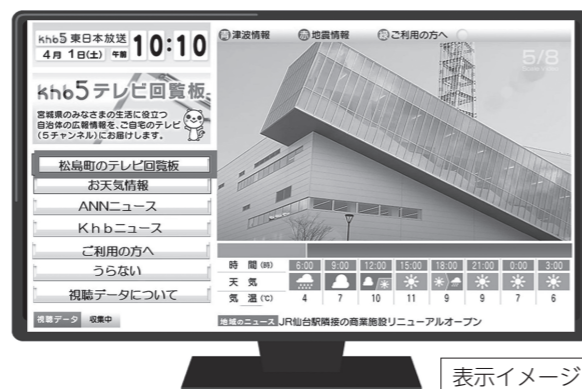 khb5東日本放送
4月 1日(土) 午前 10:10
khb5テレビ回覧板
宮城県のみなさまの生活に役立つ
自治体の広報情報を、ご自宅のテレビ
(5チャンネル)にお届けします。
松島町のテレビ回覧板
お天気情報
ANNニュース
Khbニュース
ご利用の方へ
うらない
視聴データについて
視聴データ 収集中
青 津波情報 赤 地震情報 緑 ご利用の方へ
5/8
時 間(時) 6:00 9:00 12:00 15:00 18:00 21:00 0:00 3:00
天 気
気 温(℃) 4 7 10 11 9 9 7 6
地域のニュース JR仙台駅隣接の商業施設リニューアルオープン
表示イメージ